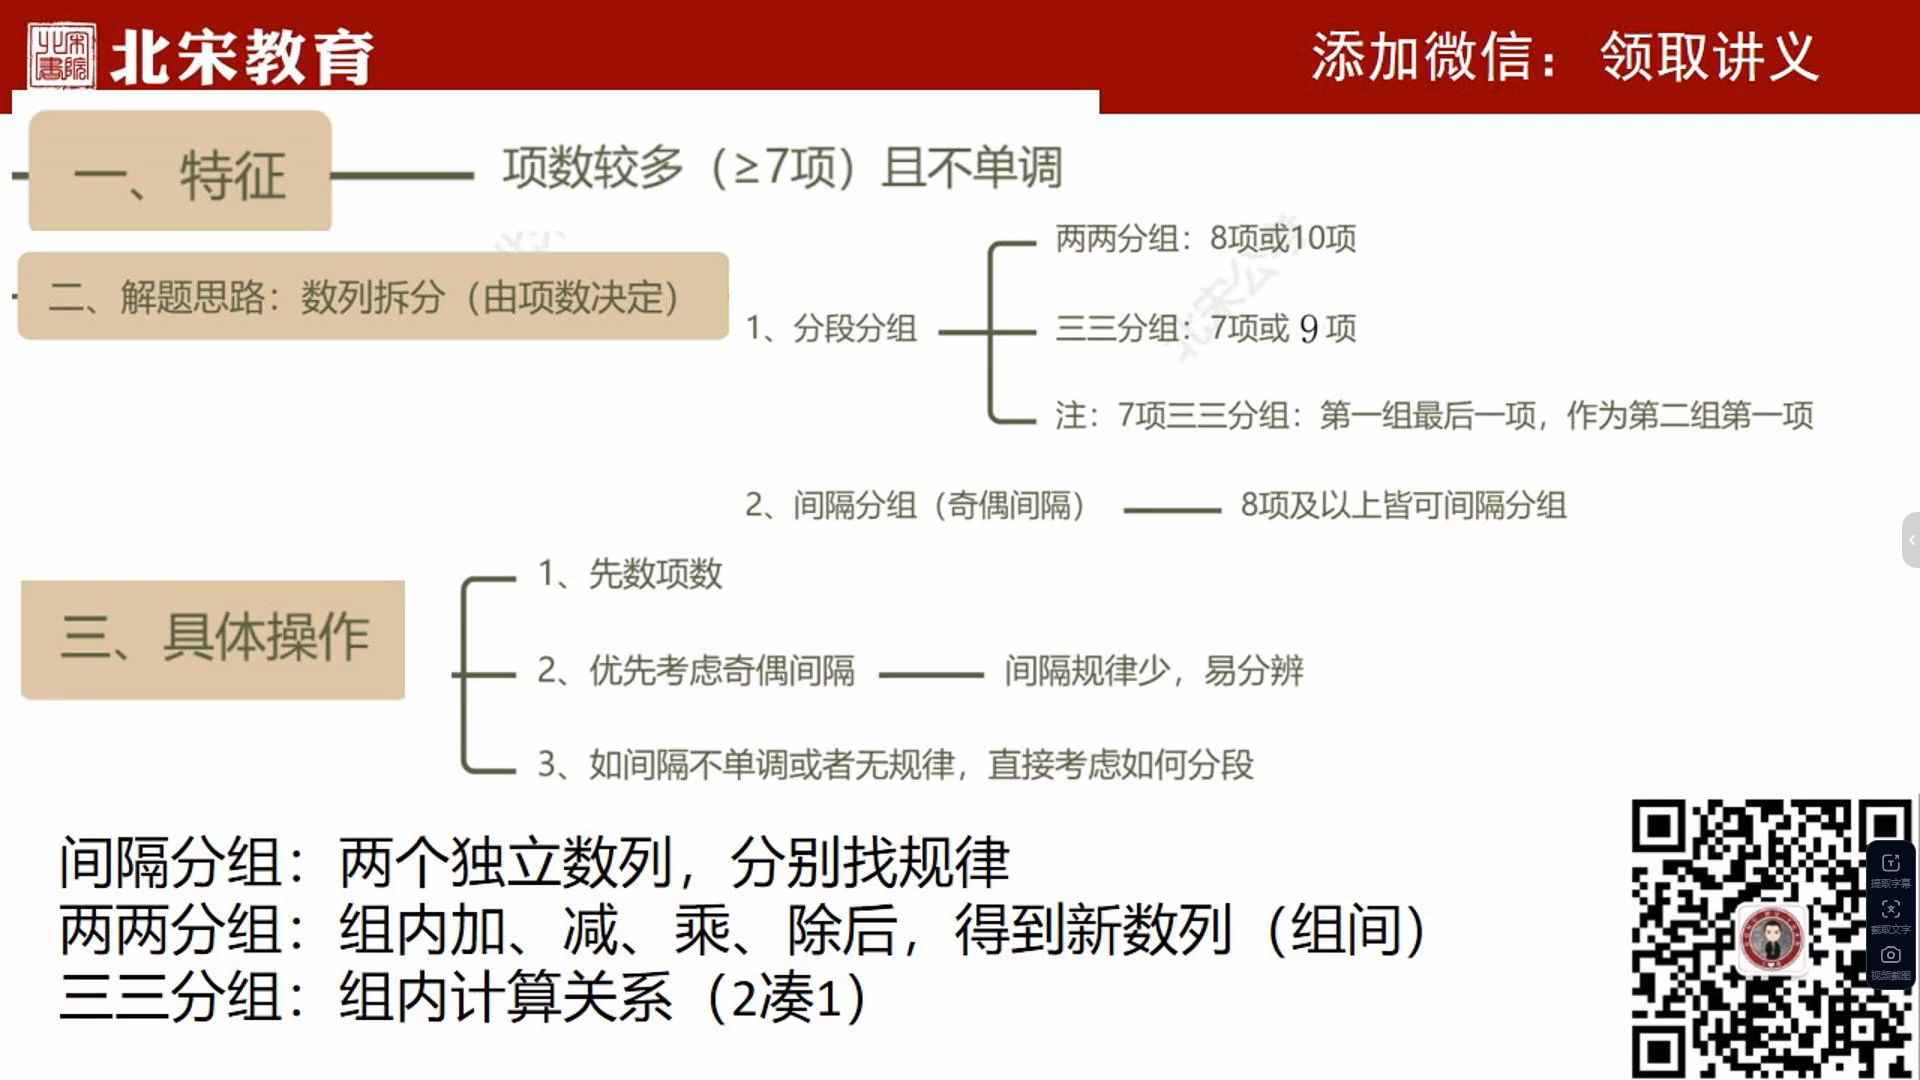 北宋教育
添加微信：领取讲义
一、特征
项数较多（≥7项）且不单调
二、解题思路：数列拆分（由项数决定）
1、分段分组
两两分组：8项或10项
三三分组：7项或 9 项
注：7项三三分组：第一组最后一项，作为第二组第一项
2、间隔分组（奇偶间隔）
8项及以上皆可间隔分组
三、具体操作
1、先数项数
2、优先考虑奇偶间隔
间隔规律少，易分辨
3、如间隔不单调或者无规律，直接考虑如何分段
间隔分组：两个独立数列，分别找规律
两两分组：组内加、减、乘、除后，得到新数列（组间）
三三分组：组内计算关系（2凑1）
提取字幕
截取文字
视频截图